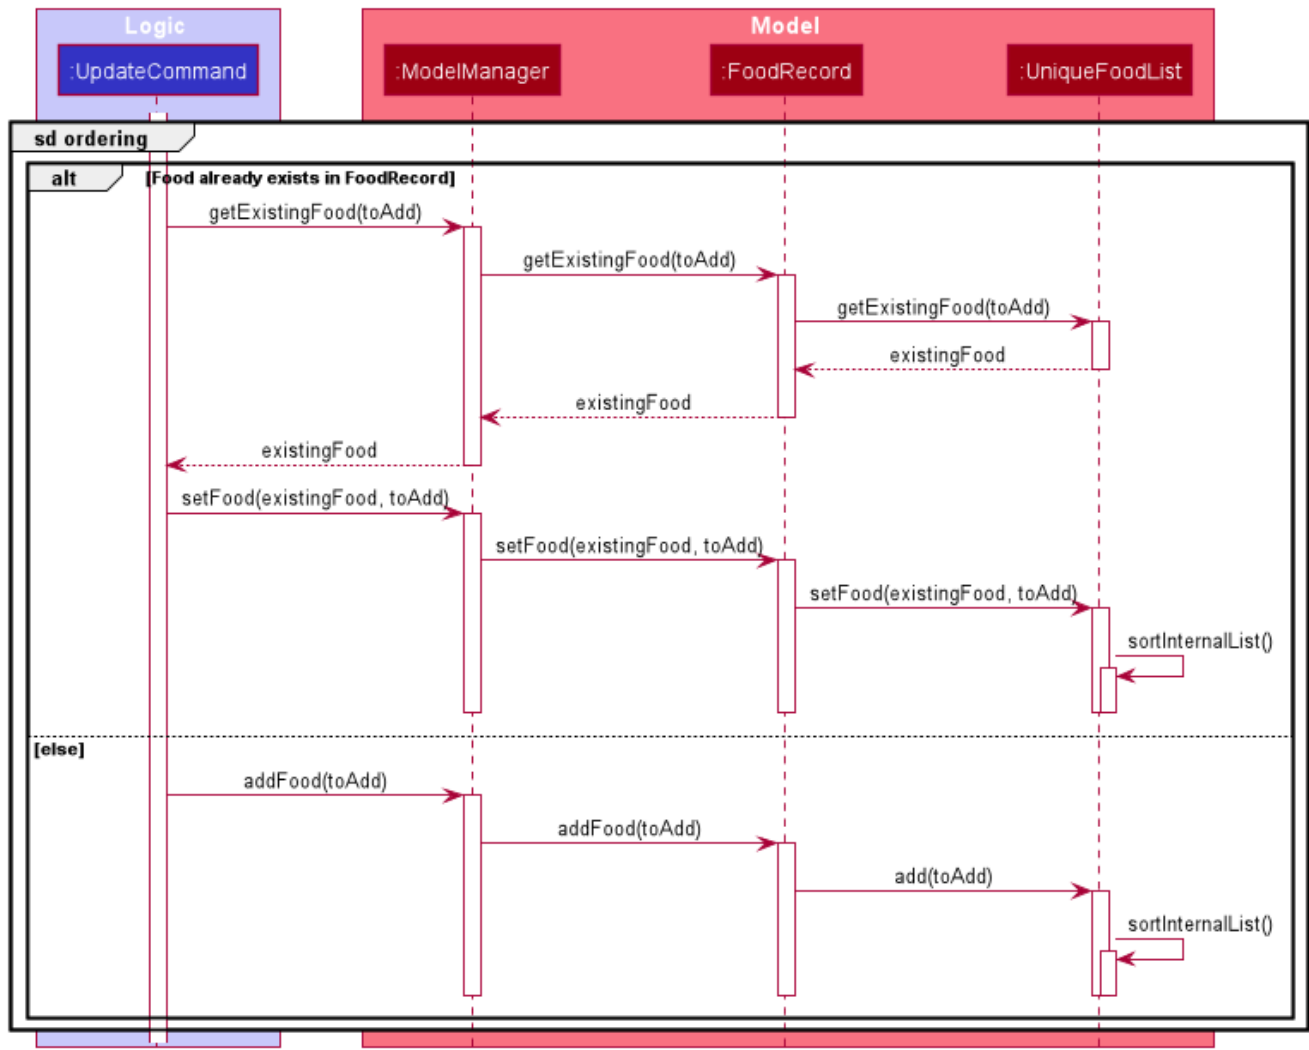 Logic
Model
:UpdateCommand
:ModelManager
:FoodRecord
:UniqueFoodList
sd ordering
alt
[Food already exists in FoodRecord]
getExistingFood(toAdd)
getExistingFood(toAdd)
getExistingFood(toAdd)
existingFood
existingFood
existingFood
setFood(existingFood, toAdd)
setFood(existingFood, toAdd)
setFood(existingFood, toAdd)
sortInternalList()
[else]
addFood(toAdd)
addFood(toAdd)
add(toAdd)
sortInternalList()